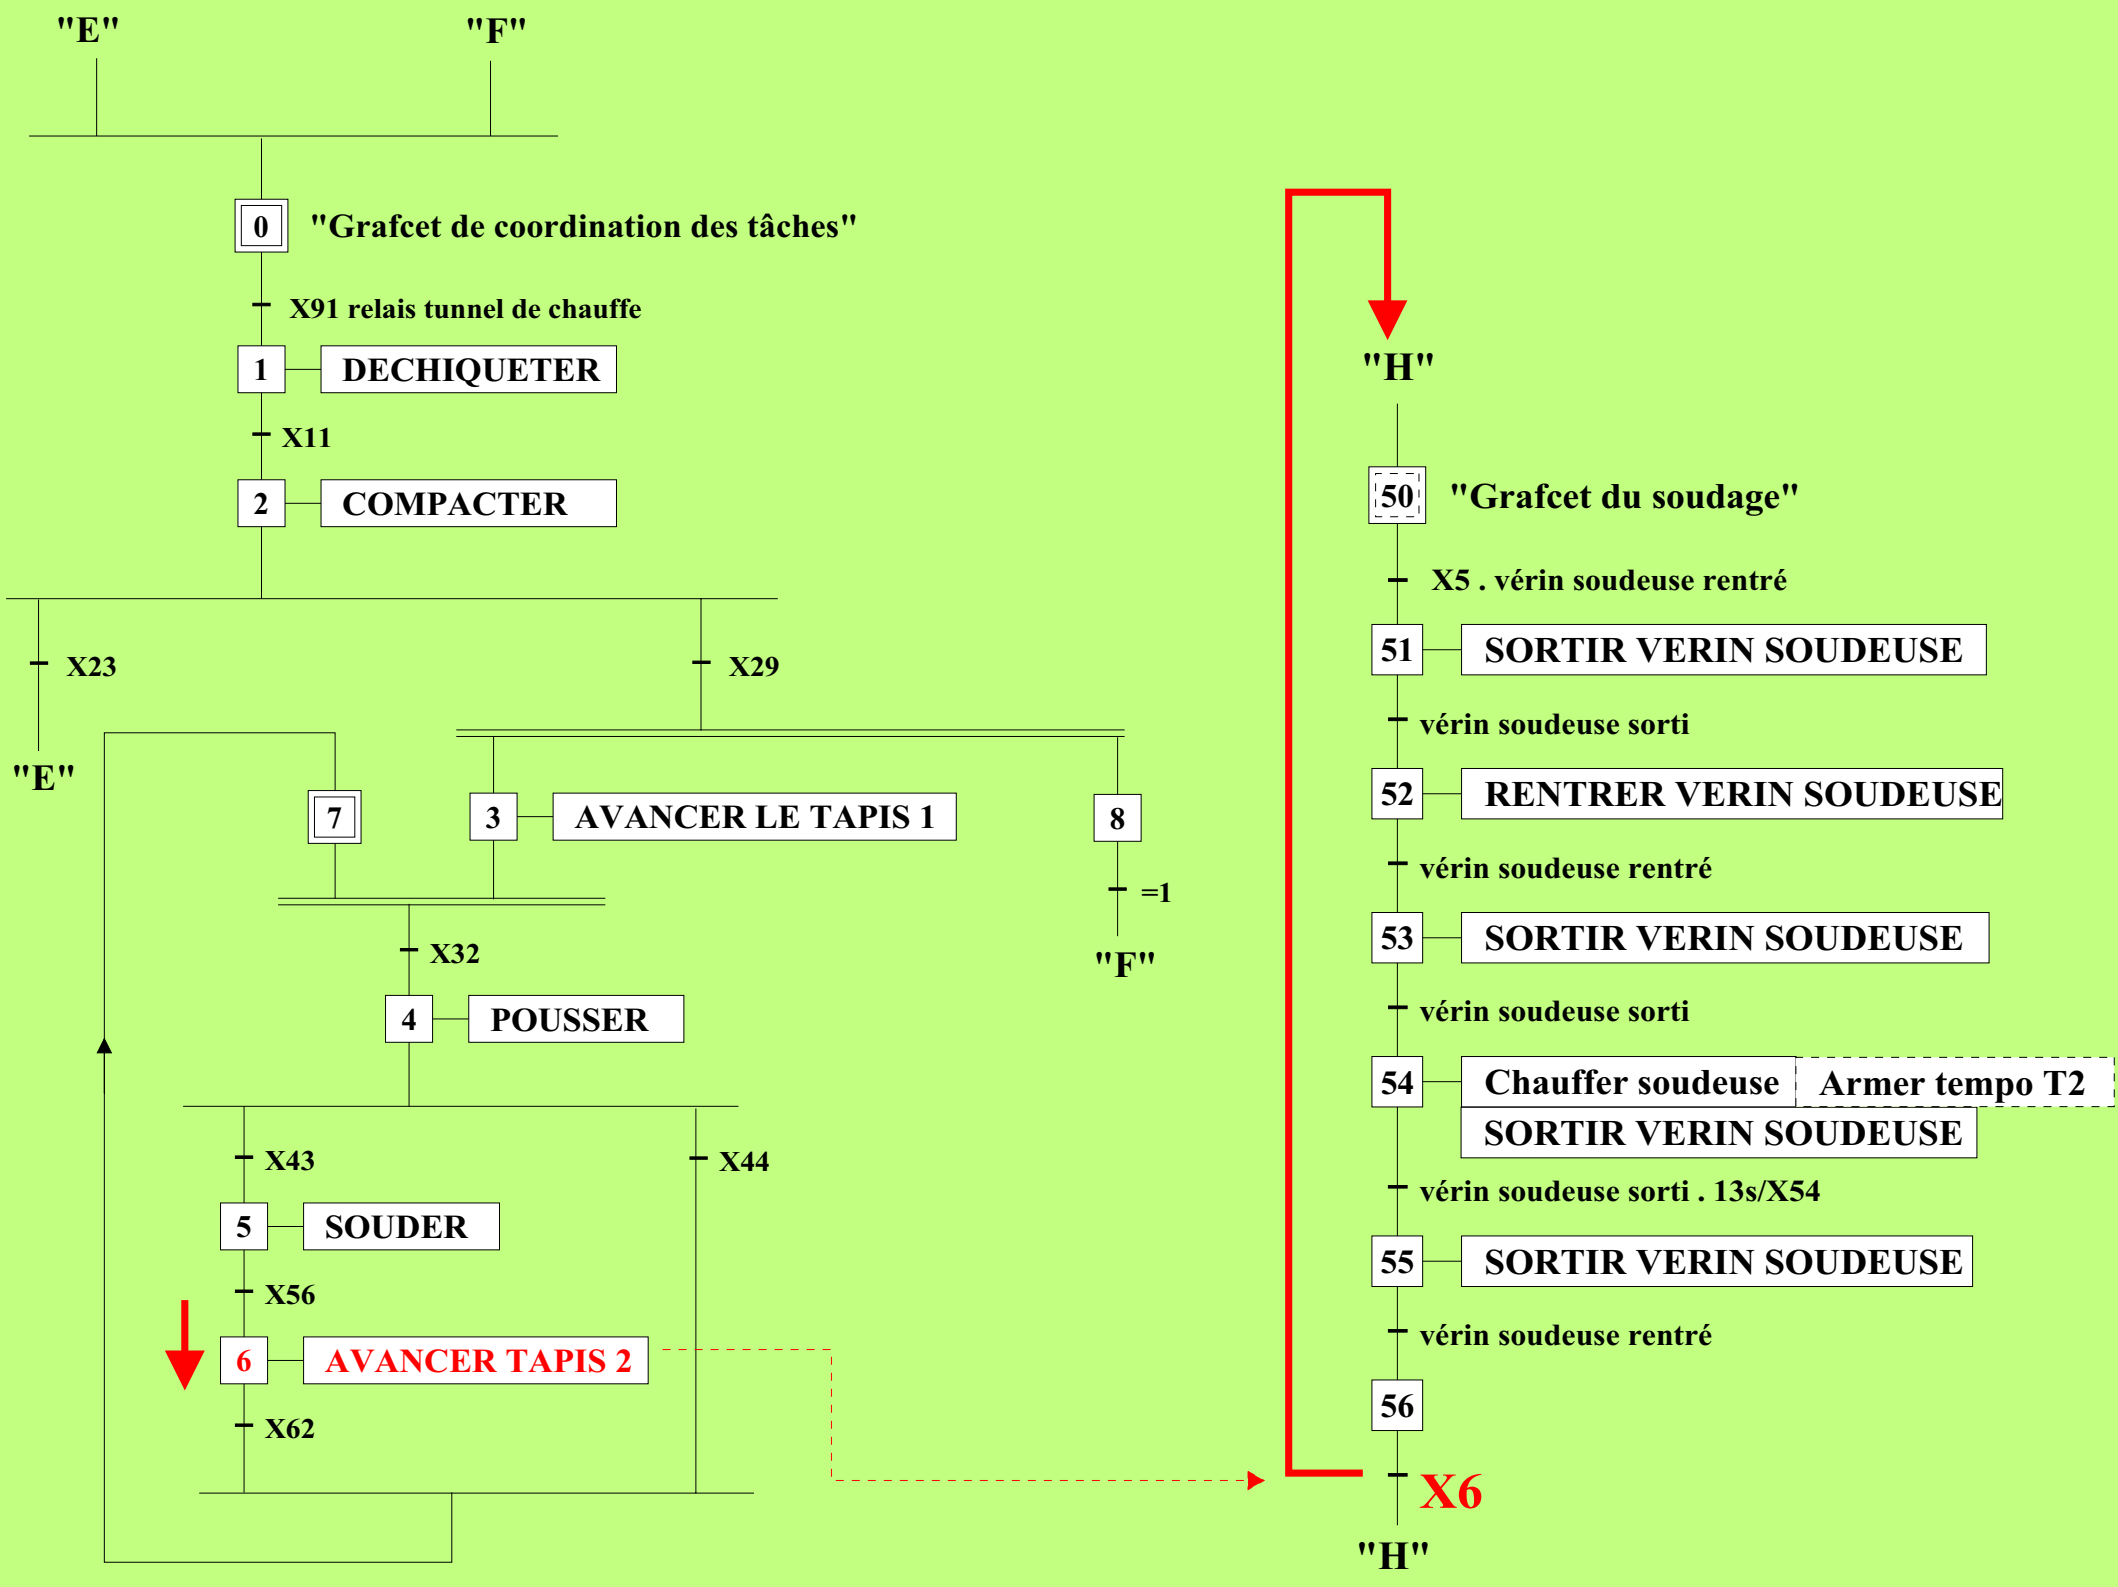 "E"
"F"
0
"Grafcet de coordination des tâches"
X91 relais tunnel de chauffe
1
DECHIQUETER
X11
2
COMPACTER
X23
X29
"E"
7
3
AVANCER LE TAPIS 1
8
=1
"F"
X32
4
POUSSER
X43
X44
5
SOUDER
X56
6
AVANCER TAPIS 2
X62
"H"
50
"Grafcet du soudage"
X5 . vérin soudeuse rentré
51
SORTIR VERIN SOUDEUSE
vérin soudeuse sorti
52
RENTRER VERIN SOUDEUSE
vérin soudeuse rentré
53
SORTIR VERIN SOUDEUSE
vérin soudeuse sorti
54
Chauffer soudeuse
Armer tempo T2
SORTIR VERIN SOUDEUSE
vérin soudeuse sorti . 13s/X54
55
SORTIR VERIN SOUDEUSE
vérin soudeuse rentré
56
X6
"H"